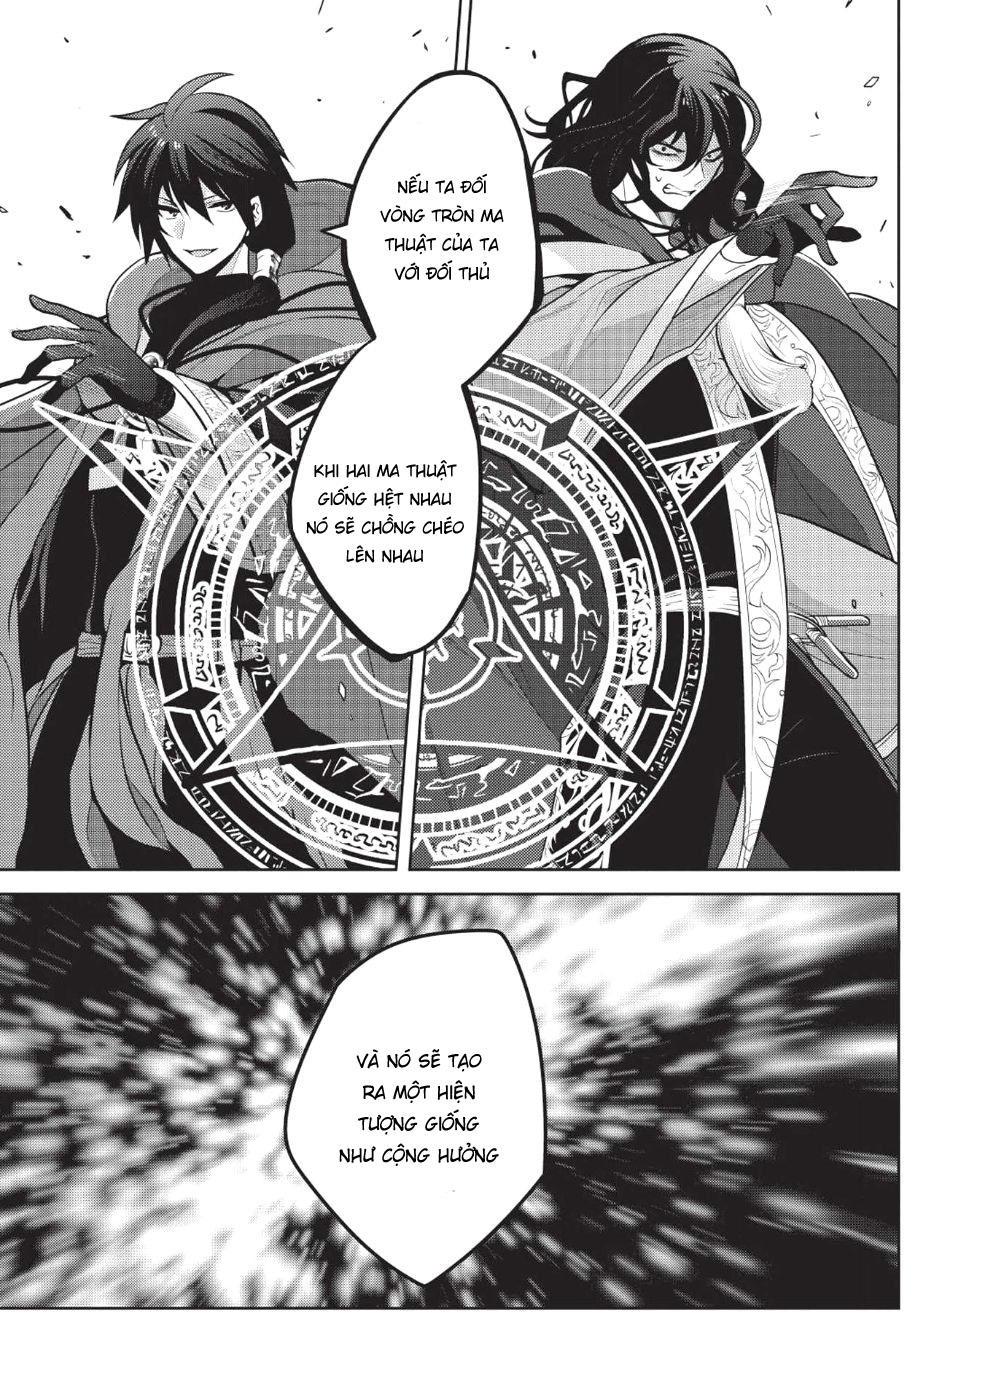 NẾU TA ĐỐI
VÒNG TRÒN MA
THUẬT CỦA TA
VỚI ĐỐI THỦ
KHI HAI MA THUẬT
GIỐNG HỆT NHAU
NÓ SẼ CHỒNG CHÉO
LÊN NHAU
VÀ NÓ SẼ TẠO
RA MỘT HIỆN
TƯỢNG GIỐNG
NHƯ CỘNG HƯỞNG